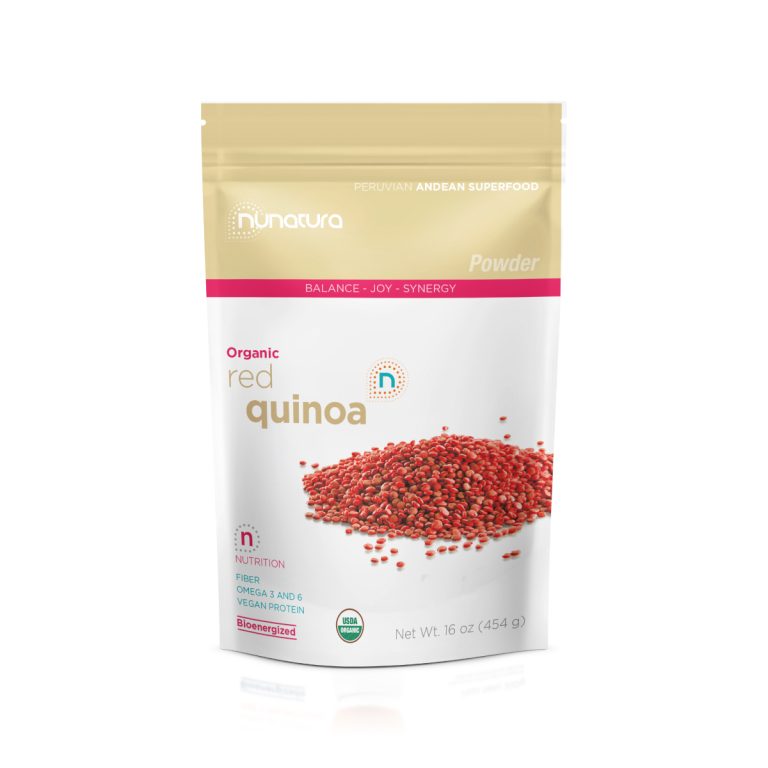 PERUVIAN ANDEAN SUPERFOOD
nunatura
Powder
BALANCE - JOY - SYNERGY
Organic
red
n
quinoa
n
NUTRITION
FIBER
OMEGA 3 AND 6
VEGAN PROTEIN
Bioenergized
USDA
ORGANIC
Net Wt. 16 oz (454 g)